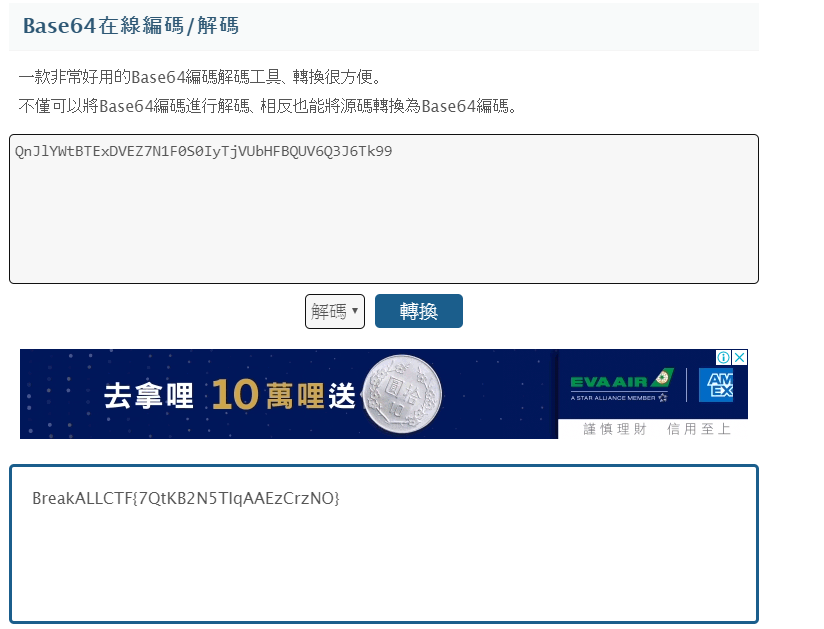 Base64在線編碼/解碼
一款非常好用的Base64編碼解碼工具、轉換很方便。
不僅可以將Base64編碼進行解碼、相反也能將源碼轉換為Base64編碼。
QnJlYWtBTExDVEZ7N1F0S0IyTjVUbHFBQUV6Q3J6Tk99
解碼 轉換
去拿哩 10萬哩送
圓拾
10
EVA AIR
A STAR ALLIANCE MEMBER
AM
EX
謹慎理財 信用至上
BreakALLCTF{7QtKB2N5TlqAAEzCrzNO}